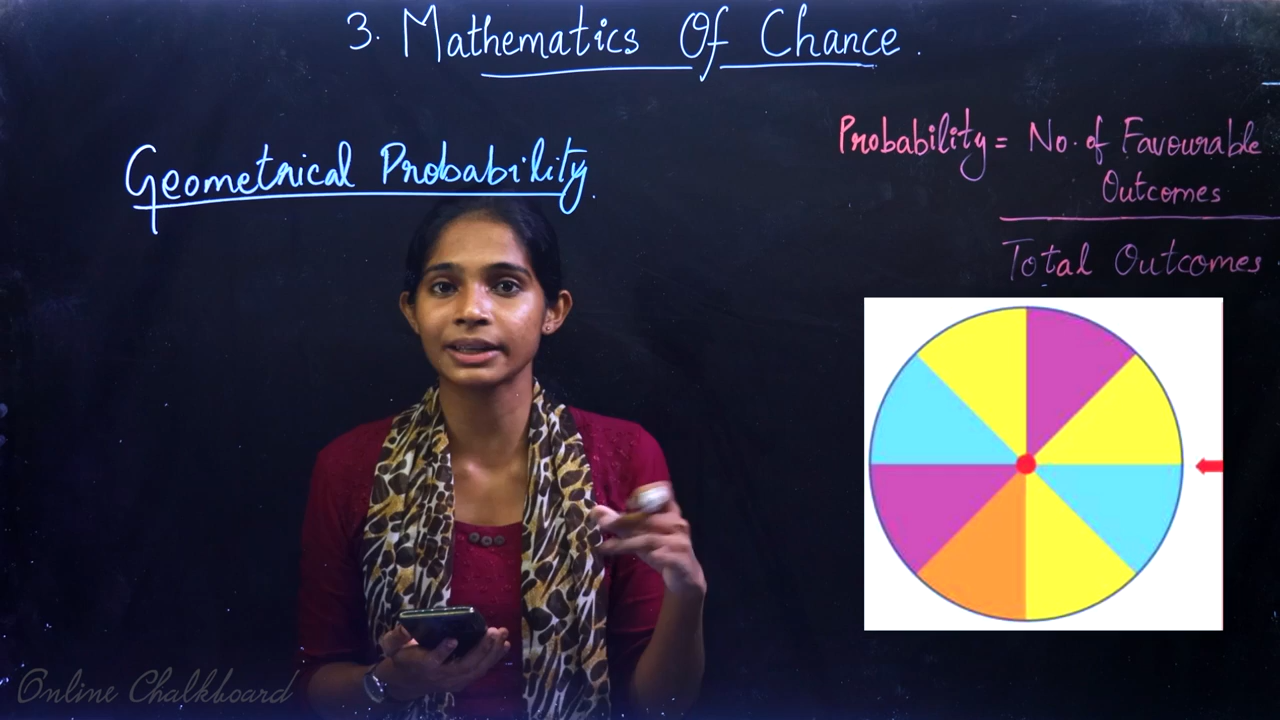 3. Mathematics Of Chance.
Geometrical Probability.
Probability = No. of Favourable
Outcomes
Total Outcomes
Online Chalkboard